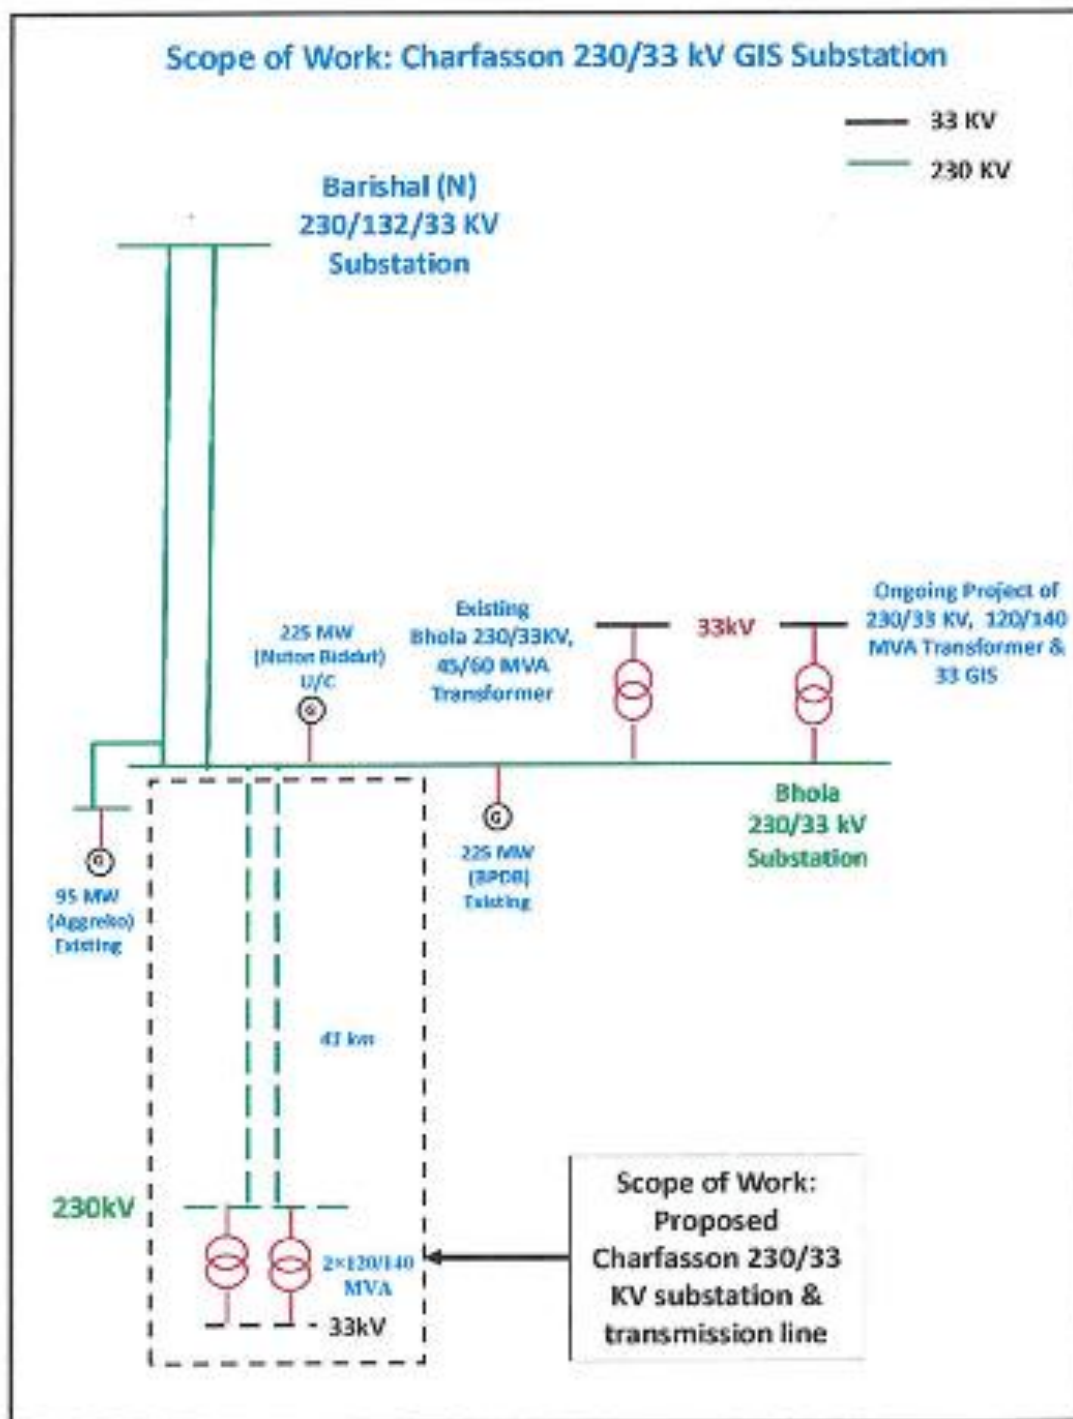 Scope of Work: Charfasson 230/33 kV GIS Substation
33 KV
230 KV
Barishal (N)
230/132/33 KV
Substation
225 MW
(Nuton Biddut)
U/C
Existing
Bhola 230/33KV,
45/60 MVA
Transformer
33kV
Ongoing Project of
230/33 KV, 120/140
MVA Transformer &
33 GIS
G
G
G
95 MW
(Aggreko)
Existing
225 MW
(BPDB)
Existing
Bhola
230/33 kV
Substation
km
230kV
2×120/140
MVA
33kV
Scope of Work:
Proposed
Charfasson 230/33
KV substation &
transmission line